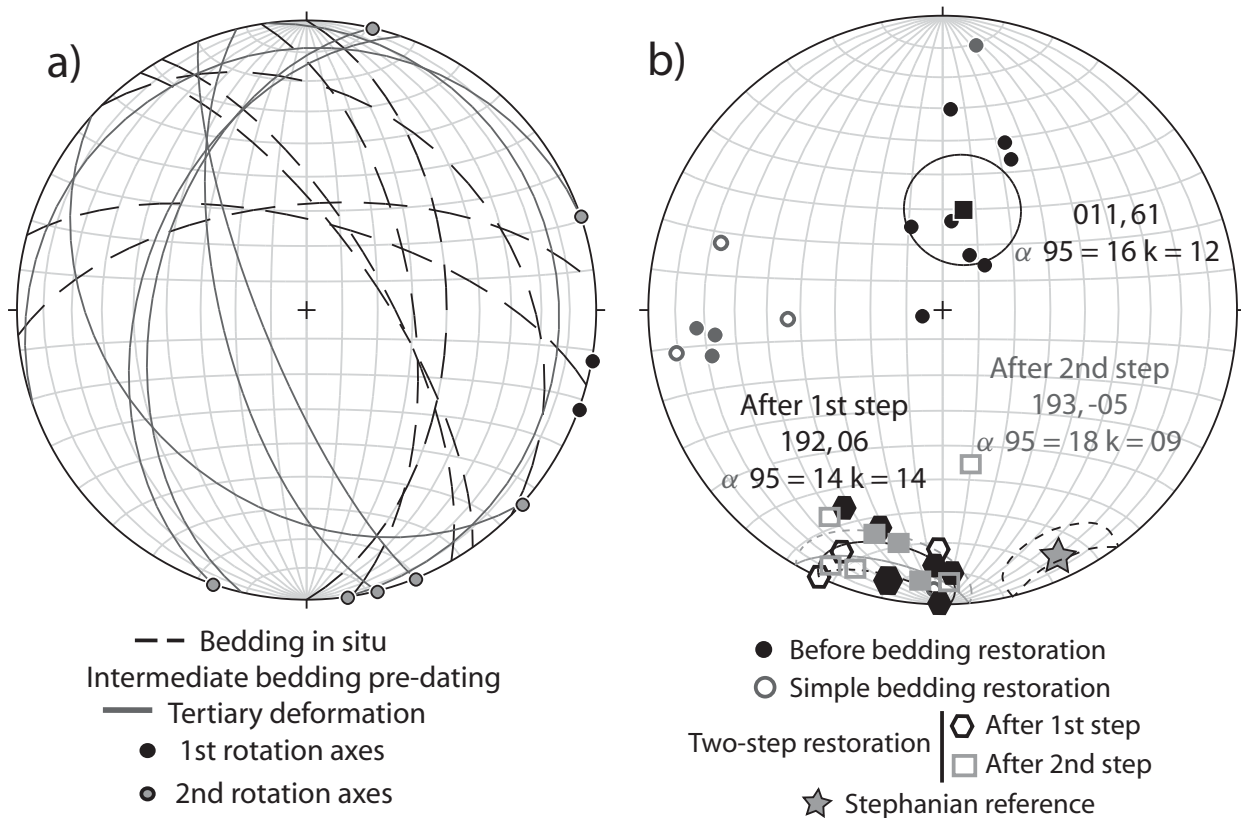 a)
Bedding in situ
Intermediate bedding pre-dating
Tertiary deformation
1st rotation axes
2nd rotation axes
b)
011,61
α 95 = 16 k = 12
After 2nd step
193,-05
α 95 = 18 k = 09
After 1st step
192,06
α 95 = 14 k = 14
Before bedding restoration
Simple bedding restoration
Two-step restoration
After 1st step
After 2nd step
Stephanian reference